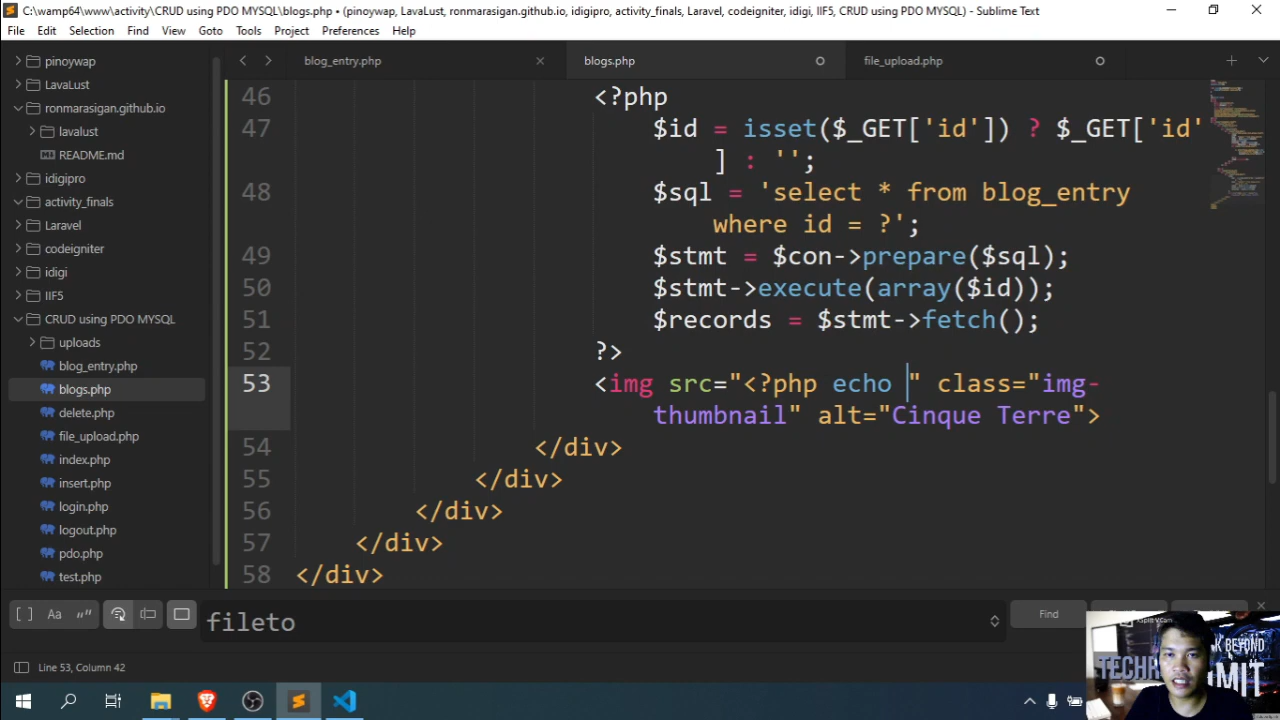 C:\wamp64\www\activity\CRUD using PDO MYSQL\blogs.php • (pinoywap, LavaLust, ronmarasigan.github.io, idigipro, activity_finals, Laravel, codeigniter, idigi, IIF5, CRUD using PDO MYSQL) - Sublime Text
File Edit Selection Find View Goto Tools Project Preferences Help
pinoywap
LavaLust
ronmarasigan.github.io
lavalust
README.md
idigipro
activity_finals
Laravel
codeigniter
idigi
IIF5
CRUD using PDO MYSQL
uploads
blog_entry.php
blogs.php
delete.php
file_upload.php
index.php
insert.php
login.php
logout.php
pdo.php
test.php
blog_entry.php blogs.php file_upload.php
46 <?php
47 $id = isset($_GET['id']) ? $_GET['id'
] : '';
48 $sql = 'select * from blog_entry
where id = ?';
49 $stmt = $con->prepare($sql);
50 $stmt->execute(array($id));
51 $records = $stmt->fetch();
52 ?>
53 <img src="<?php echo " class="img-
thumbnail" alt="Cinque Terre">
54 </div>
55 </div>
56 </div>
57 </div>
58 </div>
[ ] Aa “” fileto Find
Line 53, Column 42
XSplit VCam
K BEYOND
TECHR
MIT